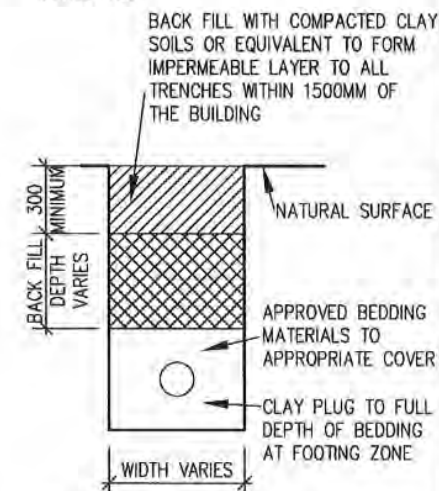 BACK FILL WITH COMPACTED CLAY
SOILS OR EQUIVALENT TO FORM
IMPERMEABLE LAYER TO ALL
TRENCHES WITHIN 1500MM OF
THE BUILDING
300
MINIMUM
NATURAL SURFACE
BACK FILL
DEPTH
VARIES
APPROVED BEDDING
MATERIALS TO
APPROPRIATE COVER
CLAY PLUG TO FULL
DEPTH OF BEDDING
AT FOOTING ZONE
WIDTH VARIES